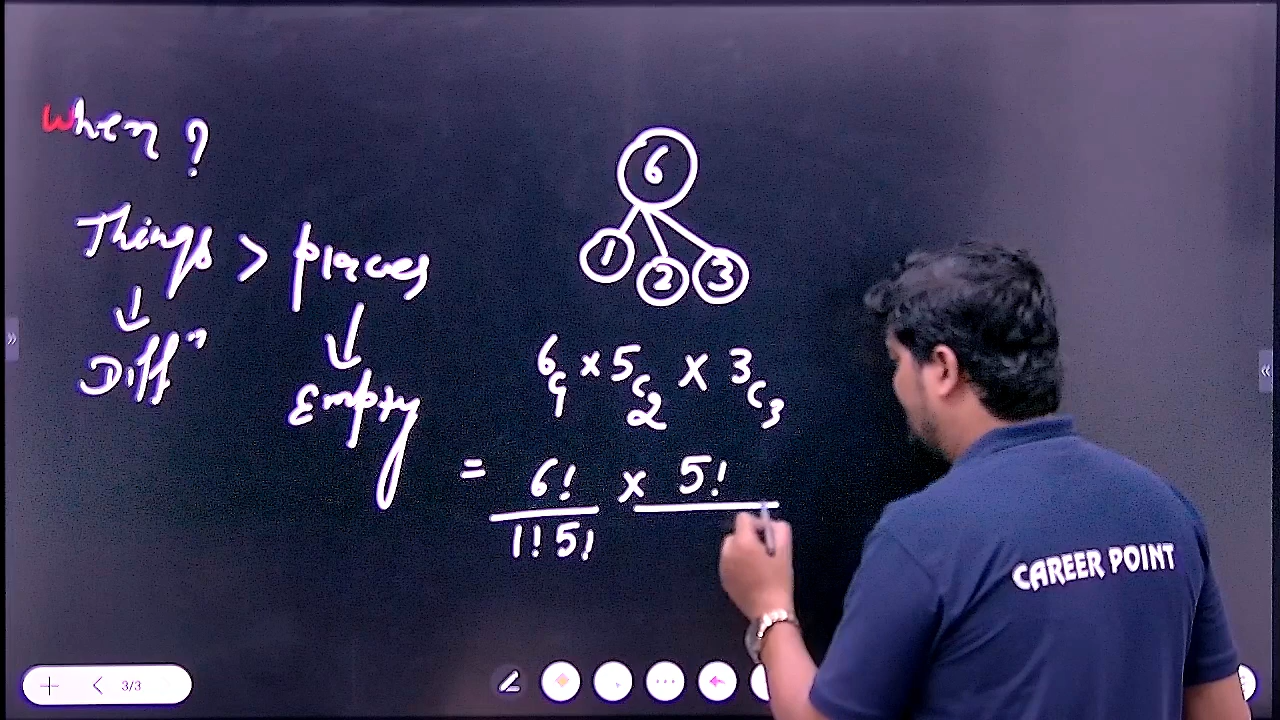 When ?
Things > places
↓ ↓
Diffⁿ Empty
6
1 2 3
⁶C₁ × ⁵C₂ × ³C₃
= 6! × 5!
1! 5!
CAREER POINT
3/3